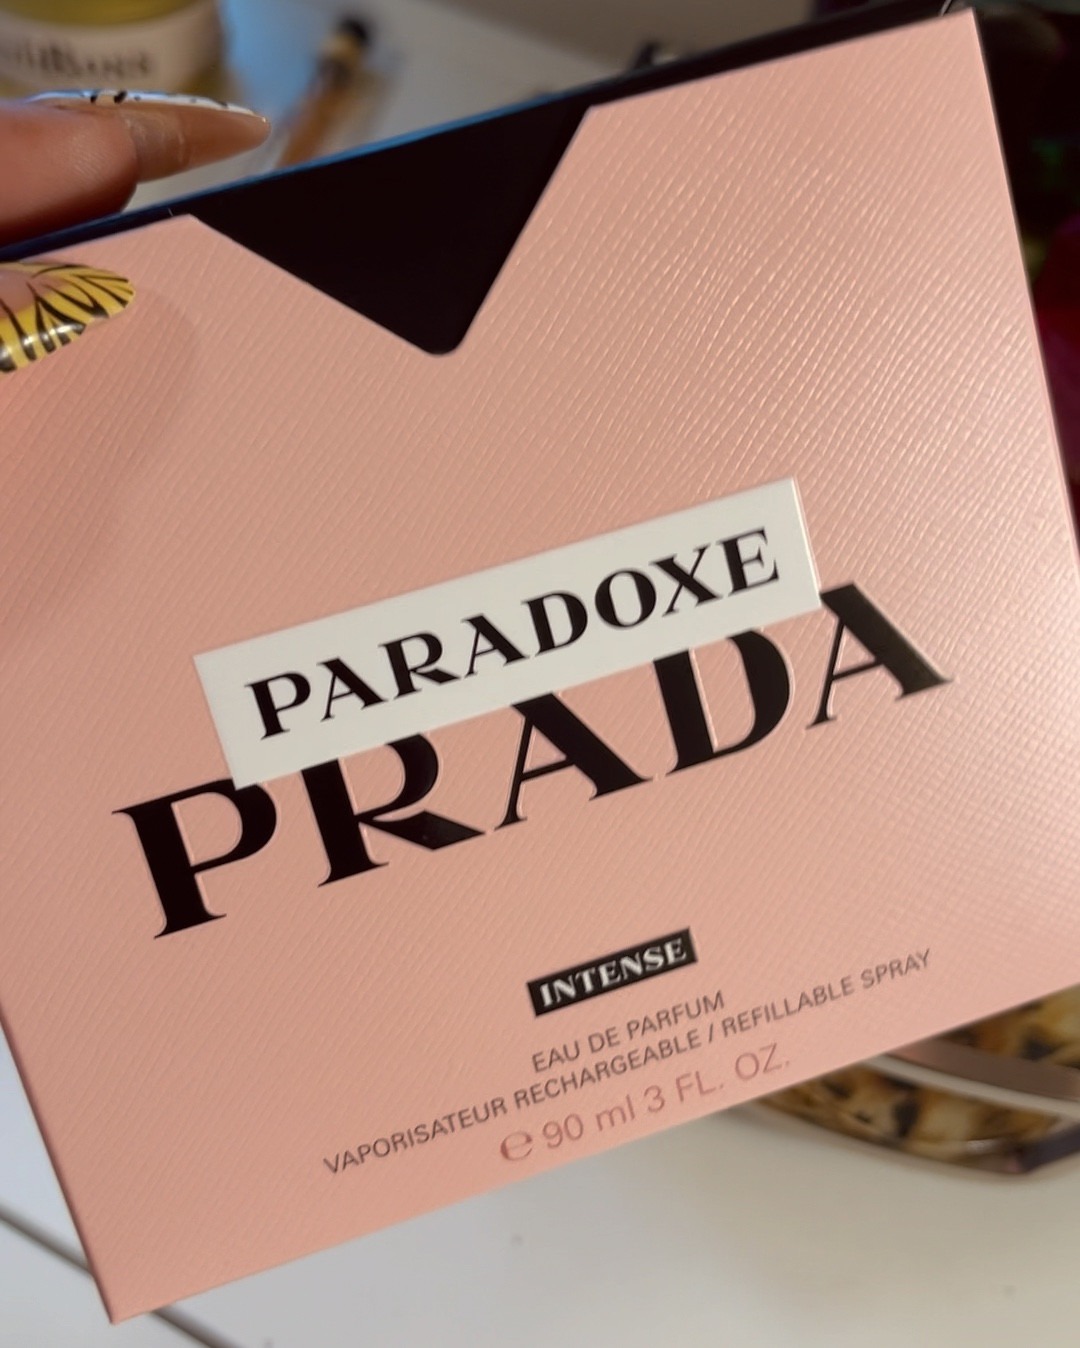 PARADOXE
PRADA
INTENSE
EAU DE PARFUM
VAPORISATEUR RECHARGEABLE / REFILLABLE SPRAY
℮ 90 ml 3 FL. OZ.